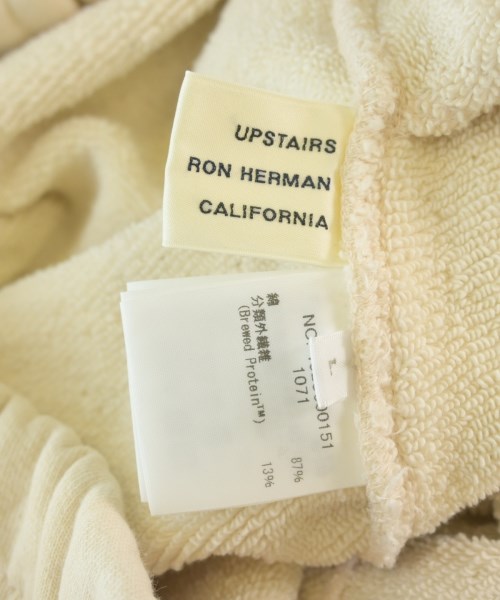 UPSTAIRS
RON HERMAN
CALIFORNIA
L
1071
綿 87%
分類外繊維 13%
(Brewed Protein™)